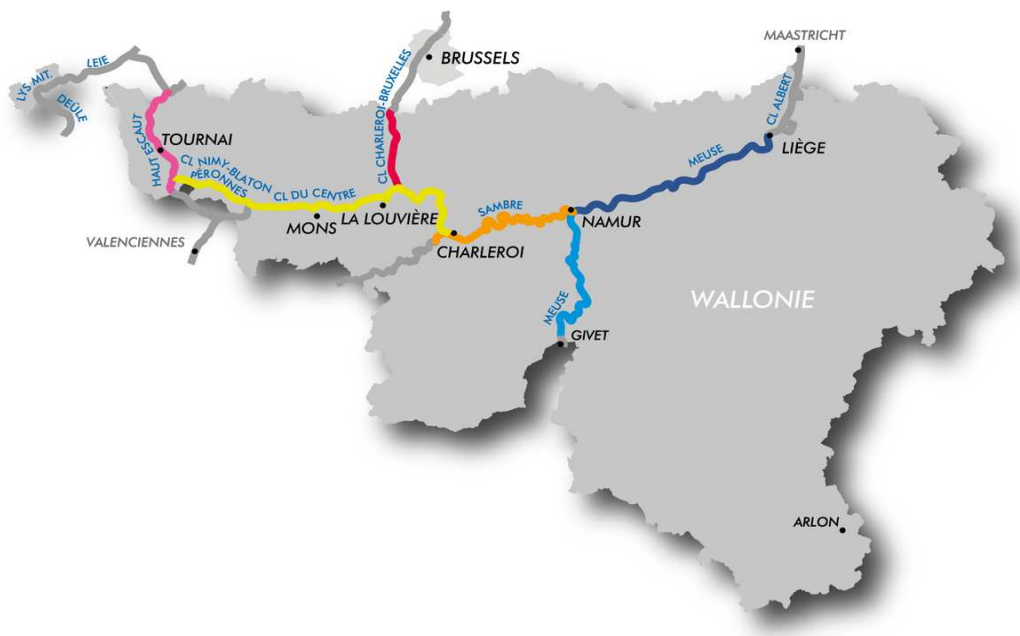 MAASTRICHT
BRUSSELS
LEIE
LYS MIT.
DEÛLE
CL CHARLEROI-BRUXELLES
CL ALBERT
HAUT ESCAUT
TOURNAI
LIÈGE
MEUSE
CL NIMY-BLATON
PÉRONNES
CL DU CENTRE
SAMBRE
LA LOUVIÈRE
NAMUR
MONS
VALENCIENNES
CHARLEROI
WALLONIE
MEUSE
GIVET
ARLON